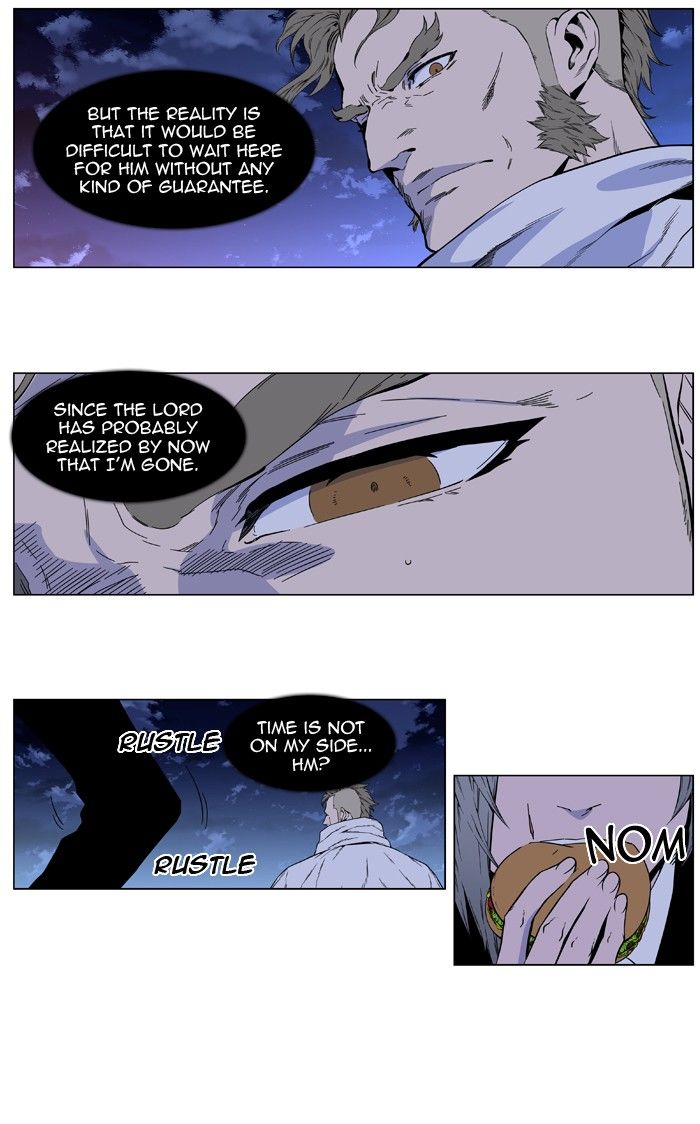 BUT THE REALITY IS
THAT IT WOULD BE
DIFFICULT TO WAIT HERE
FOR HIM WITHOUT ANY
KIND OF GUARANTEE.
SINCE THE LORD
HAS PROBABLY
REALIZED BY NOW
THAT I'M GONE.
RUSTLE
TIME IS NOT
ON MY SIDE...
HM?
RUSTLE
NOM